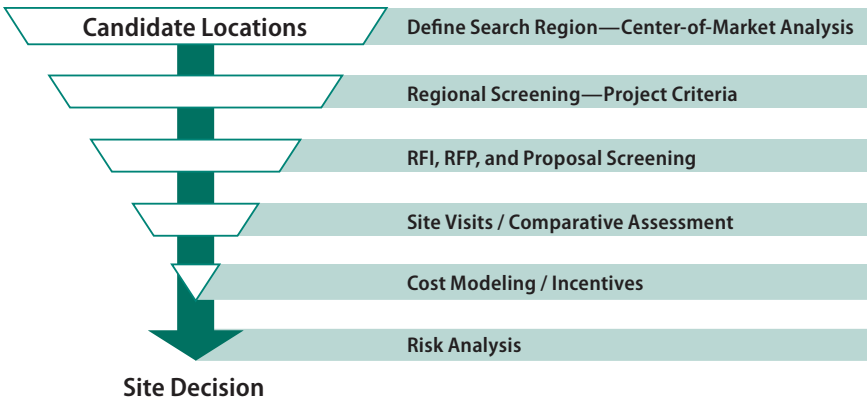 Candidate Locations
Define Search Region—Center-of-Market Analysis
Regional Screening—Project Criteria
RFI, RFP, and Proposal Screening
Site Visits / Comparative Assessment
Cost Modeling / Incentives
Risk Analysis
Site Decision